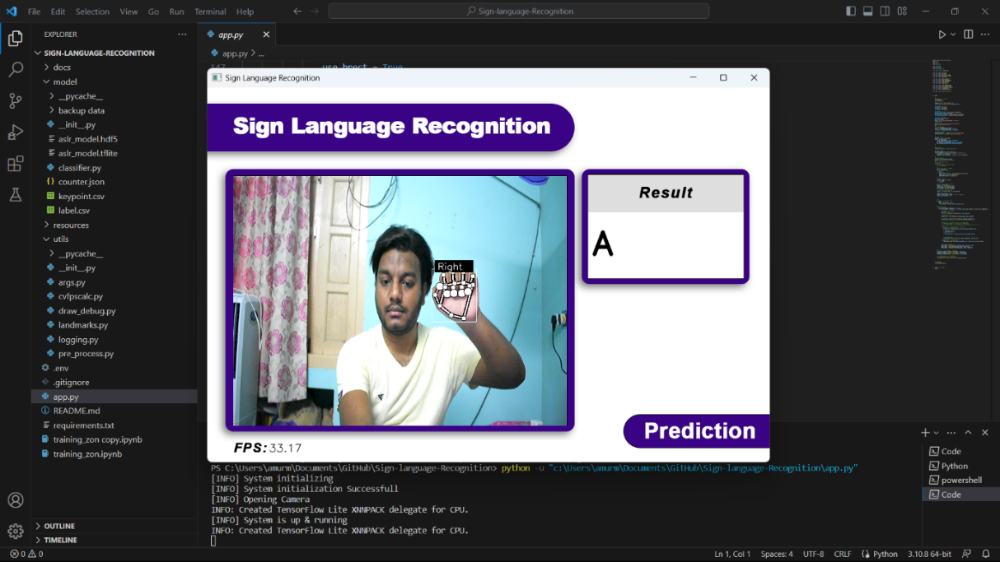 File Edit Selection View Go Run Terminal Help
Sign-language-Recognition
EXPLORER
SIGN-LANGUAGE-RECOGNITION
docs
model
__pycache__
backup data
__init__.py
aslr_model.hdf5
aslr_model.tflite
classifier.py
counter.json
keypoint.csv
label.csv
resources
utils
__pycache__
__init__.py
args.py
cvfpscalc.py
draw_debug.py
landmarks.py
logging.py
pre_process.py
.env
.gitignore
app.py
README.md
requirements.txt
training_zon copy.ipynb
training_zon.ipynb
OUTLINE
TIMELINE
app.py
app.py > ...
147 use_brect = True
Sign Language Recognition
Sign Language Recognition
Right
Result
A
FPS:33.17
Prediction
PS C:\Users\amurm\Documents\GitHub\Sign-language-Recognition> python -u "c:\Users\amurm\Documents\GitHub\Sign-language-Recognition\app.py"
[INFO] System initializing
[INFO] System initialization Successfull
[INFO] Opening Camera
INFO: Created TensorFlow Lite XNNPACK delegate for CPU.
[INFO] System is up & running
INFO: Created TensorFlow Lite XNNPACK delegate for CPU.
Code
Python
powershell
Code
0 0
Ln 1, Col 1 Spaces: 4 UTF-8 CRLF Python 3.10.8 64-bit